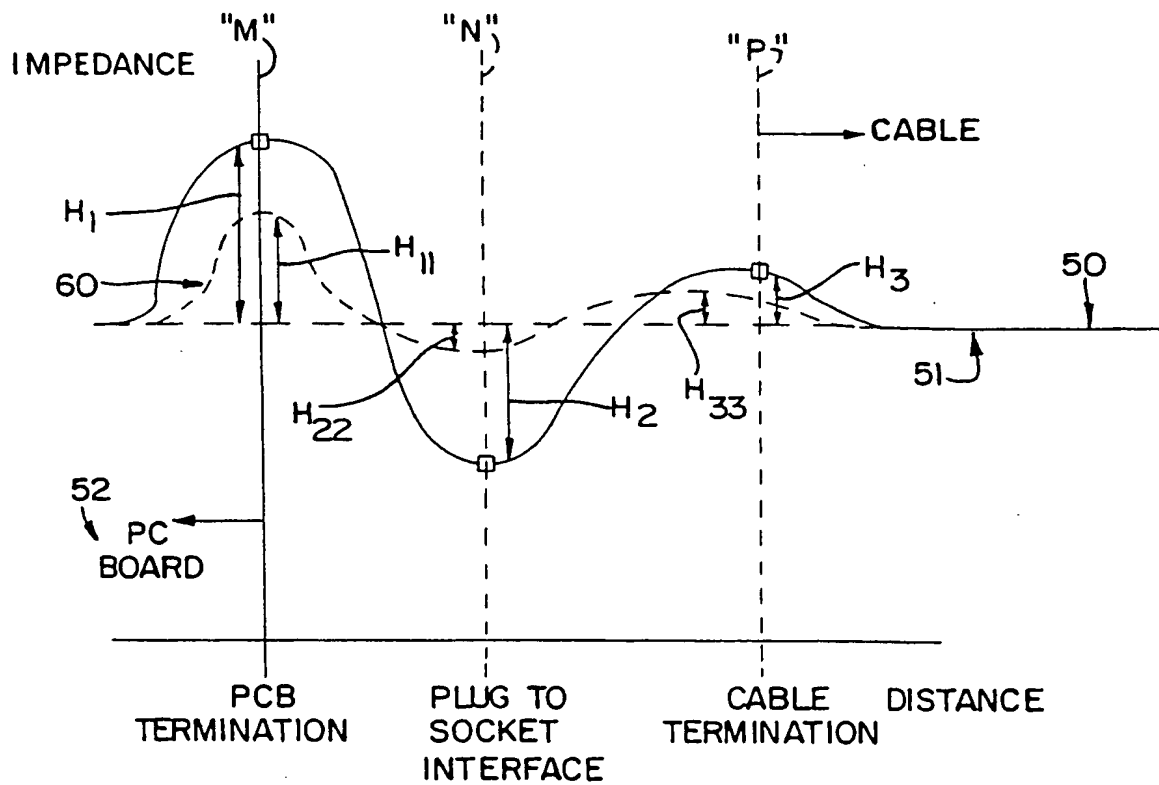 "M"
"N"
"P"
IMPEDANCE
CABLE
H1
H11
H3
50
60
51
H22
H2
H33
52
PC
BOARD
PCB
TERMINATION
PLUG TO
SOCKET
INTERFACE
CABLE
TERMINATION
DISTANCE